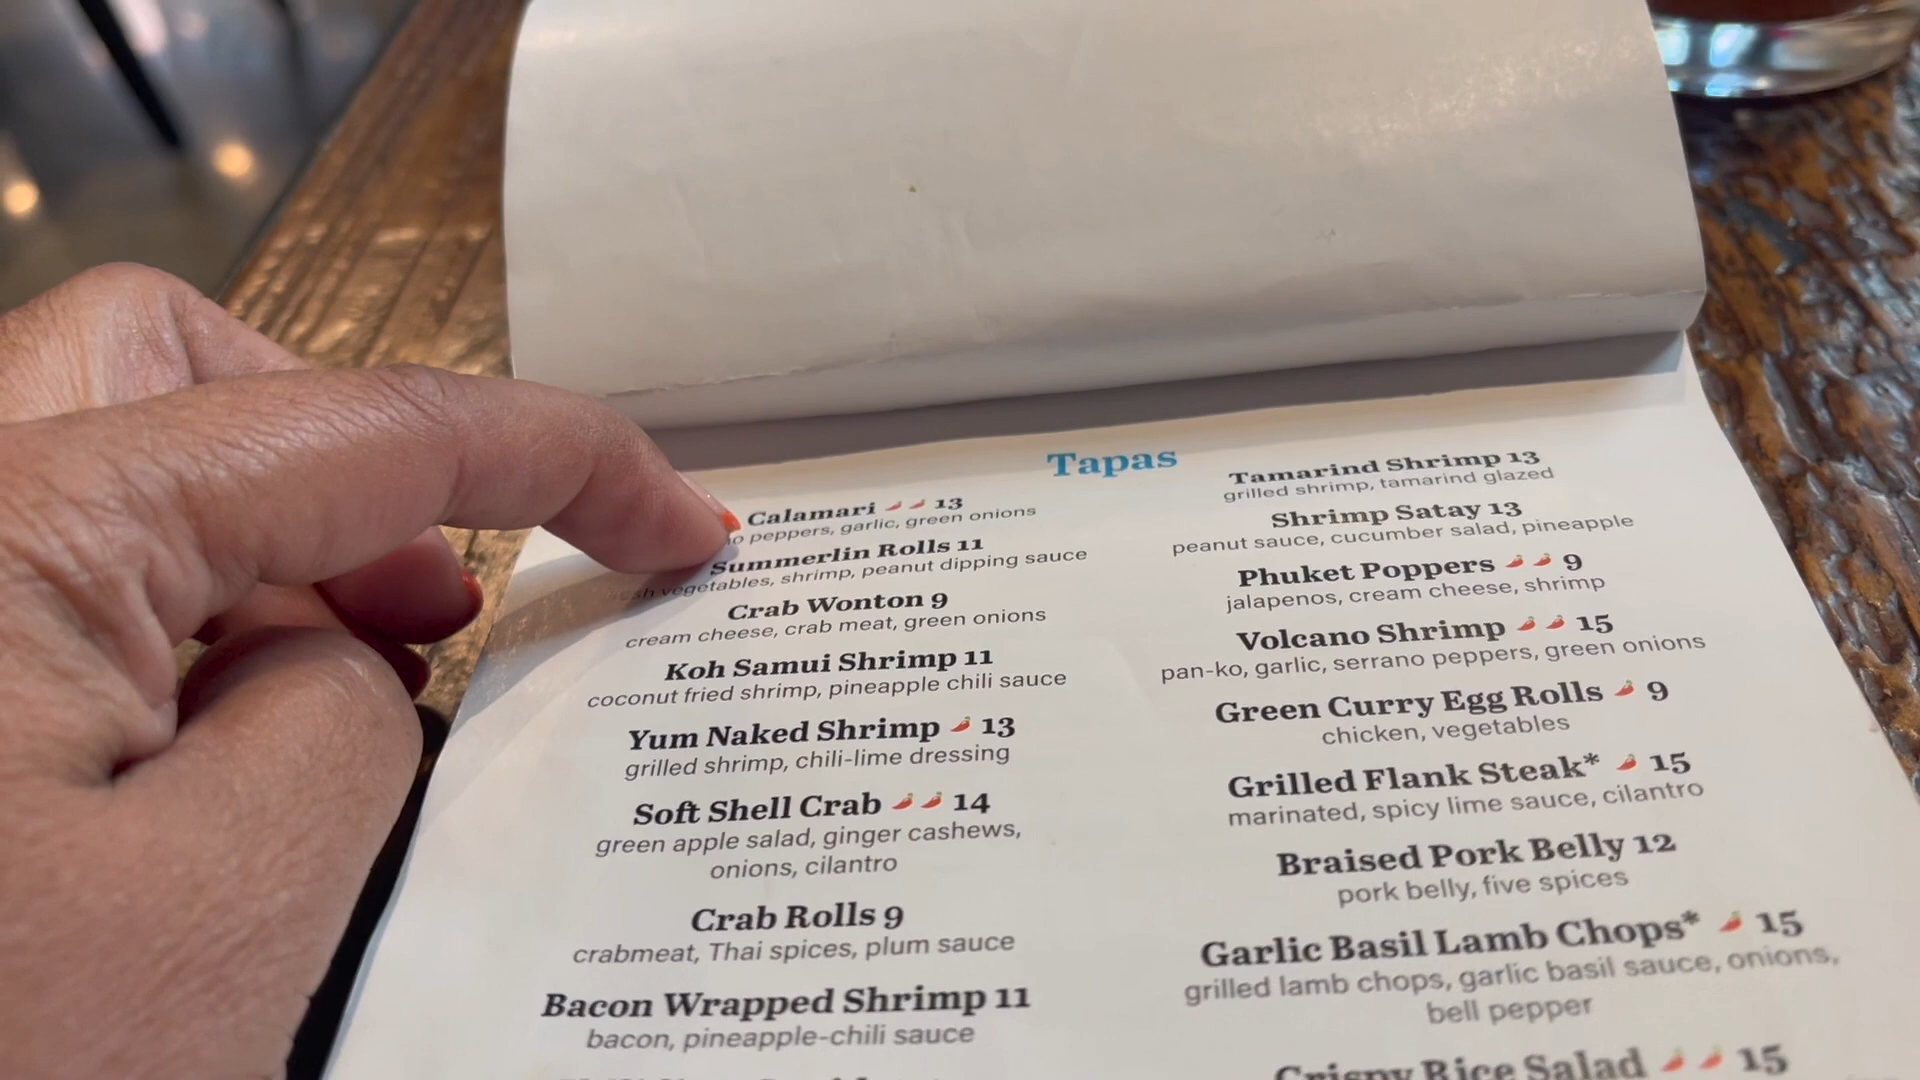 Tapas
Calamari 13
peppers, garlic, green onions
Summerlin Rolls 11
vegetables, shrimp, peanut dipping sauce
Crab Wonton 9
cream cheese, crab meat, green onions
Koh Samui Shrimp 11
coconut fried shrimp, pineapple chili sauce
Yum Naked Shrimp 13
grilled shrimp, chili-lime dressing
Soft Shell Crab 14
green apple salad, ginger cashews,
onions, cilantro
Crab Rolls 9
crabmeat, Thai spices, plum sauce
Bacon Wrapped Shrimp 11
bacon, pineapple-chili sauce
Tamarind Shrimp 13
grilled shrimp, tamarind glazed
Shrimp Satay 13
peanut sauce, cucumber salad, pineapple
Phuket Poppers 9
jalapenos, cream cheese, shrimp
Volcano Shrimp 15
pan-ko, garlic, serrano peppers, green onions
Green Curry Egg Rolls 9
chicken, vegetables
Grilled Flank Steak* 15
marinated, spicy lime sauce, cilantro
Braised Pork Belly 12
pork belly, five spices
Garlic Basil Lamb Chops* 15
grilled lamb chops, garlic basil sauce, onions,
bell pepper
Crispy Rice Salad 15